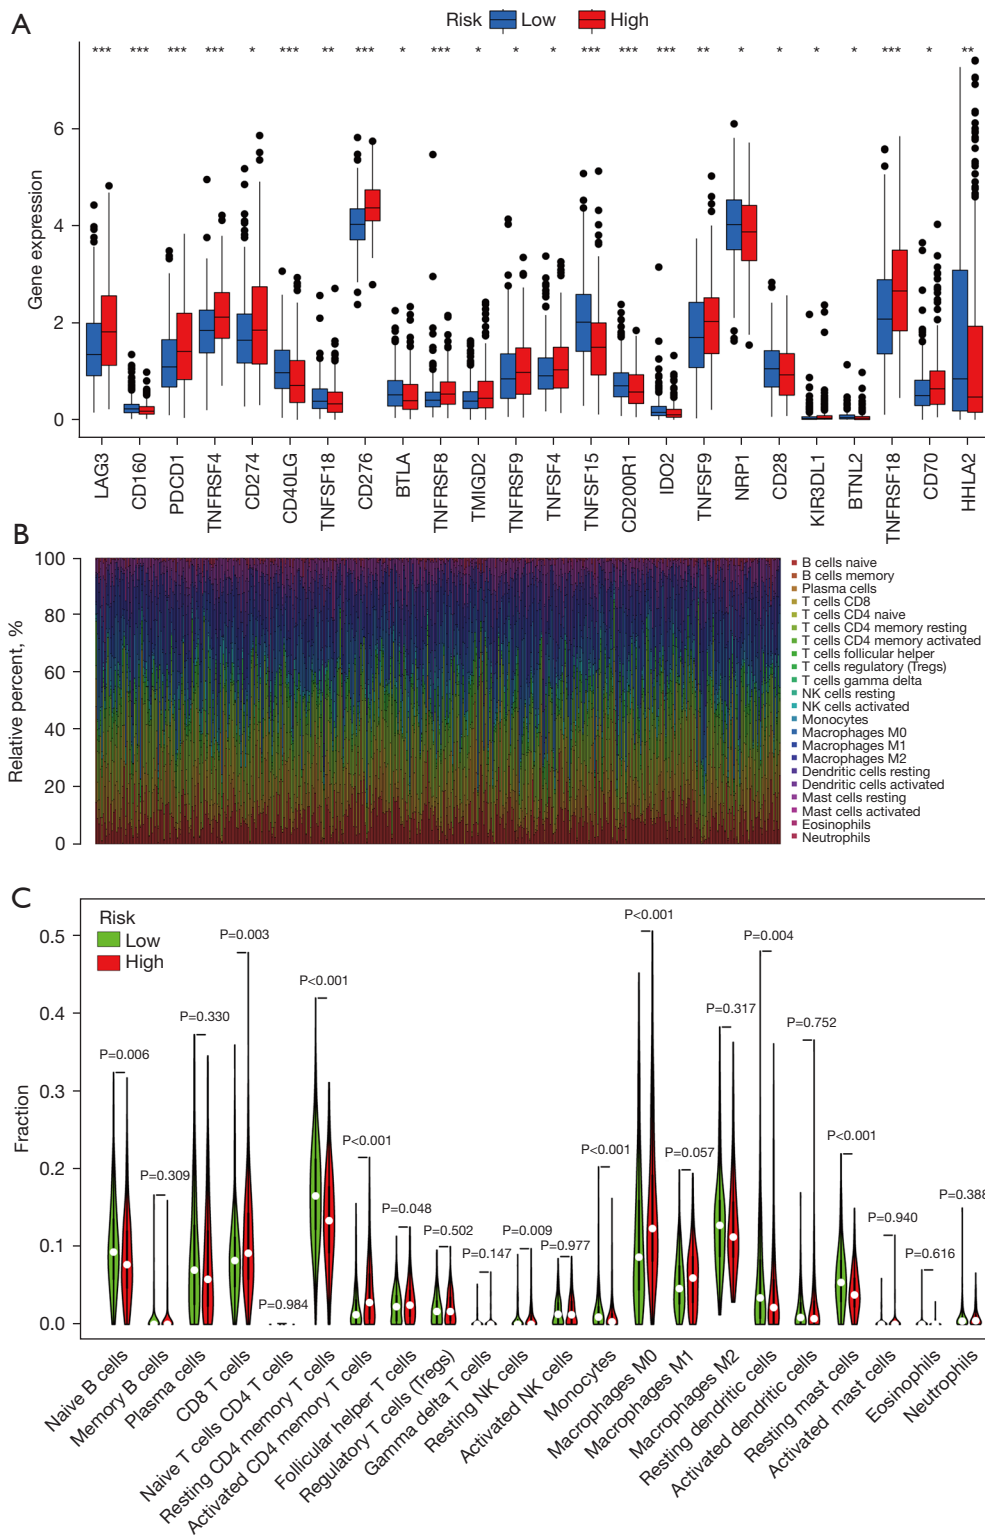 A
Risk Low High
*** *** *** *** * *** ** *** * *** * * * *** *** *** ** * * * * *** * **
Gene expression
6
4
2
0
LAG3 CD160 PDCD1 TNFRSF4 CD274 CD40LG TNFSF18 CD276 BTLA TNFRSF8 TMIGD2 TNFRSF9 TNFSF4 TNFSF15 CD200R1 IDO2 TNFSF9 NRP1 CD28 KIR3DL1 BTNL2 TNFRSF18 CD70 HHLA2
B
Relative percent, %
100
80
60
40
20
0
B cells naive
B cells memory
Plasma cells
T cells CD8
T cells CD4 naive
T cells CD4 memory resting
T cells CD4 memory activated
T cells follicular helper
T cells regulatory (Tregs)
T cells gamma delta
NK cells resting
NK cells activated
Monocytes
Macrophages M0
Macrophages M1
Macrophages M2
Dendritic cells resting
Dendritic cells activated
Mast cells resting
Mast cells activated
Eosinophils
Neutrophils
C
Risk
Low
High
Fraction
0.5
0.4
0.3
0.2
0.1
0.0
P=0.006
P=0.309
P=0.330
P=0.003
P=0.984
P<0.001
P<0.001
P=0.048
P=0.502
P=0.147
P=0.009
P=0.977
P<0.001
P<0.001
P=0.057
P=0.317
P=0.004
P=0.752
P<0.001
P=0.940
P=0.616
P=0.388
Naive B cells
Memory B cells
Plasma cells
CD8 T cells
Naive T cells CD4 T cells
Resting CD4 memory T cells
Activated CD4 memory T cells
Follicular helper T cells
Regulatory T cells (Tregs)
Gamma delta T cells
Resting NK cells
Activated NK cells
Monocytes
Macrophages M0
Macrophages M1
Macrophages M2
Resting dendritic cells
Activated dendritic cells
Resting mast cells
Activated mast cells
Eosinophils
Neutrophils